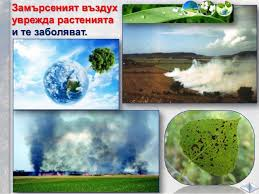 Замърсеният въздух
уврежда растенията
и те заболяват.